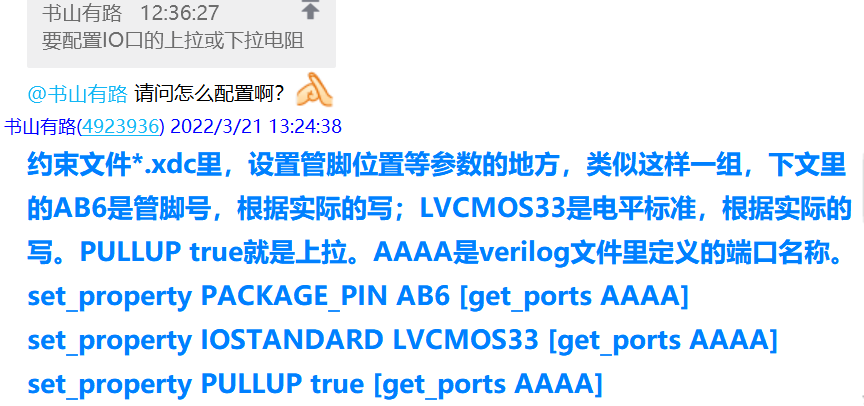 书山有路 12:36:27
要配置IO口的上拉或下拉电阻
@书山有路 请问怎么配置啊?
书山有路(4923936) 2022/3/21 13:24:38
约束文件*.xdc里，设置管脚位置等参数的地方，类似这样一组，下文里
的AB6是管脚号，根据实际的写；LVCMOS33是电平标准，根据实际的
写。PULLUP true就是上拉。AAAA是verilog文件里定义的端口名称。
set_property PACKAGE_PIN AB6 [get_ports AAAA]
set_property IOSTANDARD LVCMOS33 [get_ports AAAA]
set_property PULLUP true [get_ports AAAA]